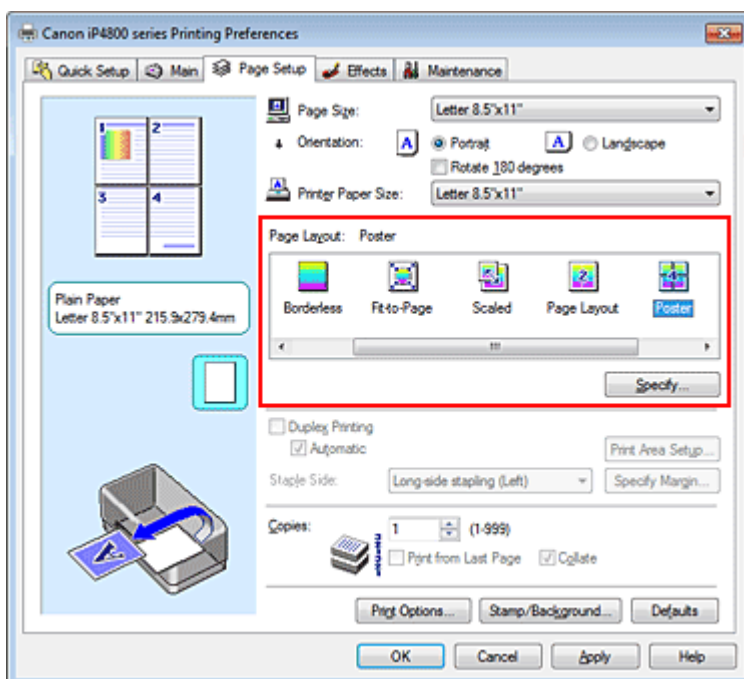 Canon iP4800 series Printing Preferences
Quick Setup Main Page Setup Effects Maintenance
1 2
3 4
Plain Paper
Letter 8.5"x11" 215.9x279.4mm
Page Size: Letter 8.5"x11"
Orientation: A Portrait A Landscape
Rotate 180 degrees
Printer Paper Size: Letter 8.5"x11"
Page Layout: Poster
Borderless Fit-to-Page Scaled Page Layout Poster
Specify...
Duplex Printing
Automatic Print Area Setup...
Staple Side: Long-side stapling (Left) Specify Margin...
Copies: 1 (1-999)
Print from Last Page Collate
Print Options... Stamp/Background... Defaults
OK Cancel Apply Help